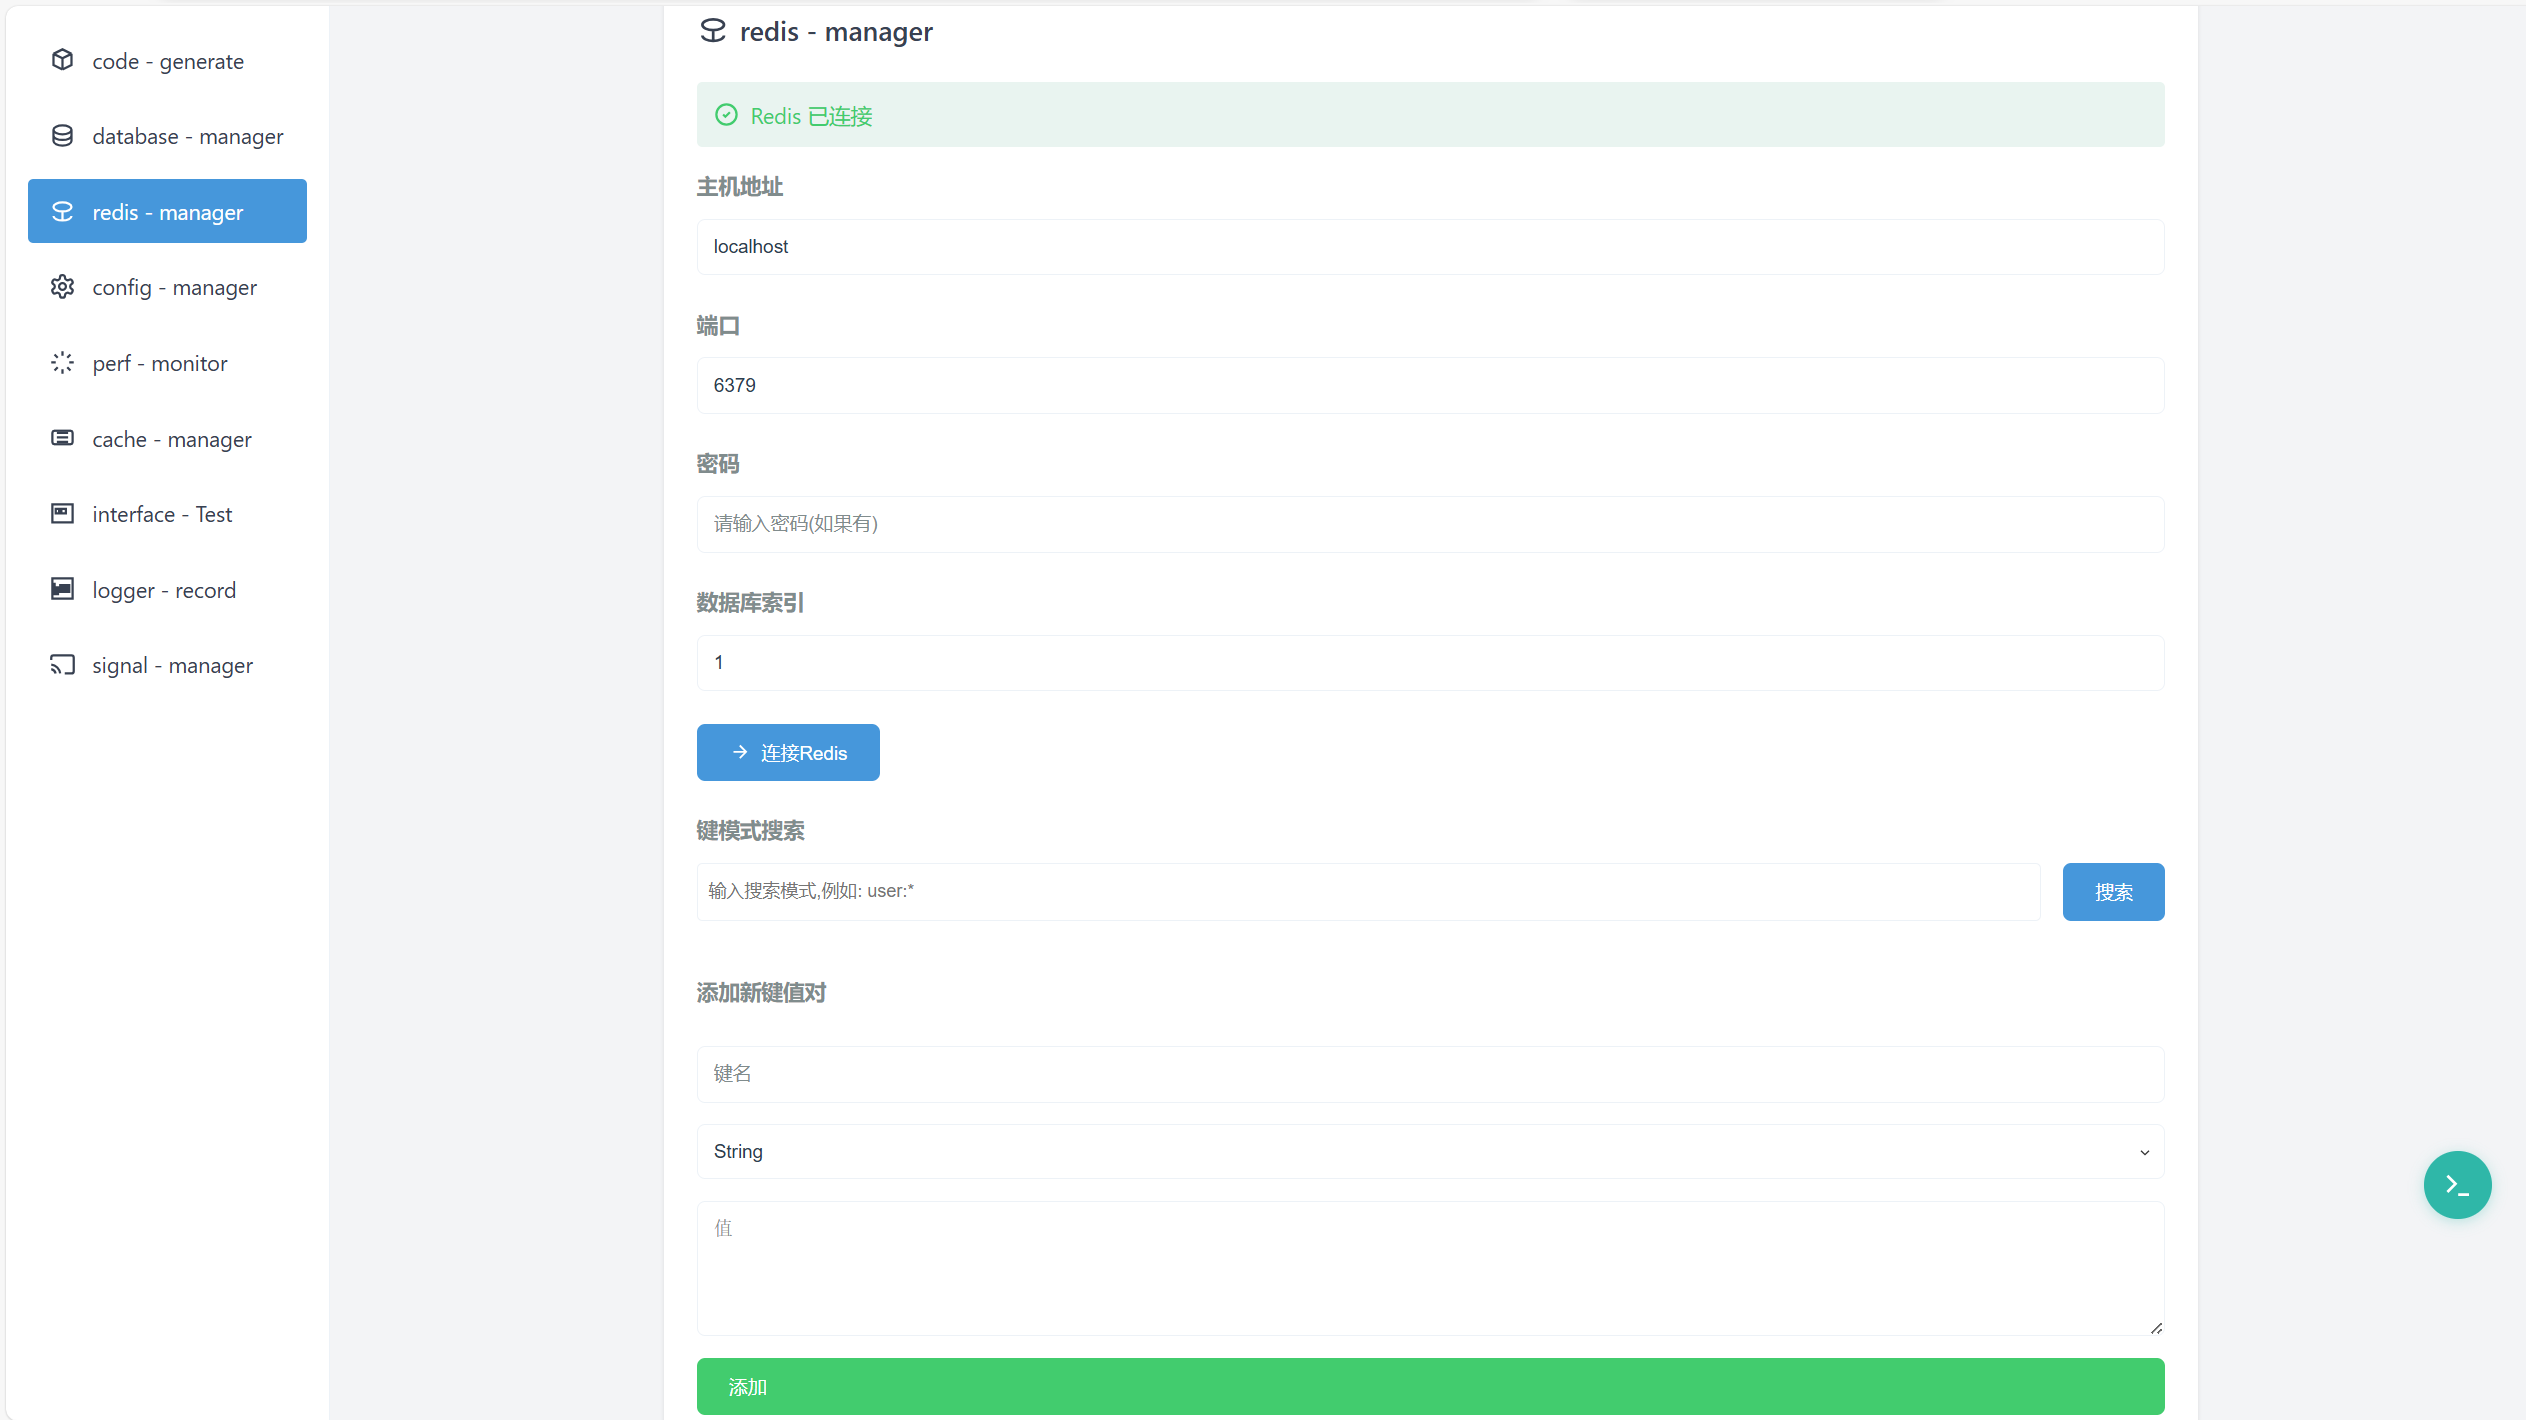 code - generate
database - manager
redis - manager
config - manager
perf - monitor
cache - manager
interface - Test
logger - record
signal - manager
redis - manager
Redis 已连接
主机地址
localhost
端口
6379
密码
请输入密码(如果有)
数据库索引
1
连接Redis
键模式搜索
输入搜索模式,例如: user:*
搜索
添加新键值对
键名
String
值
添加